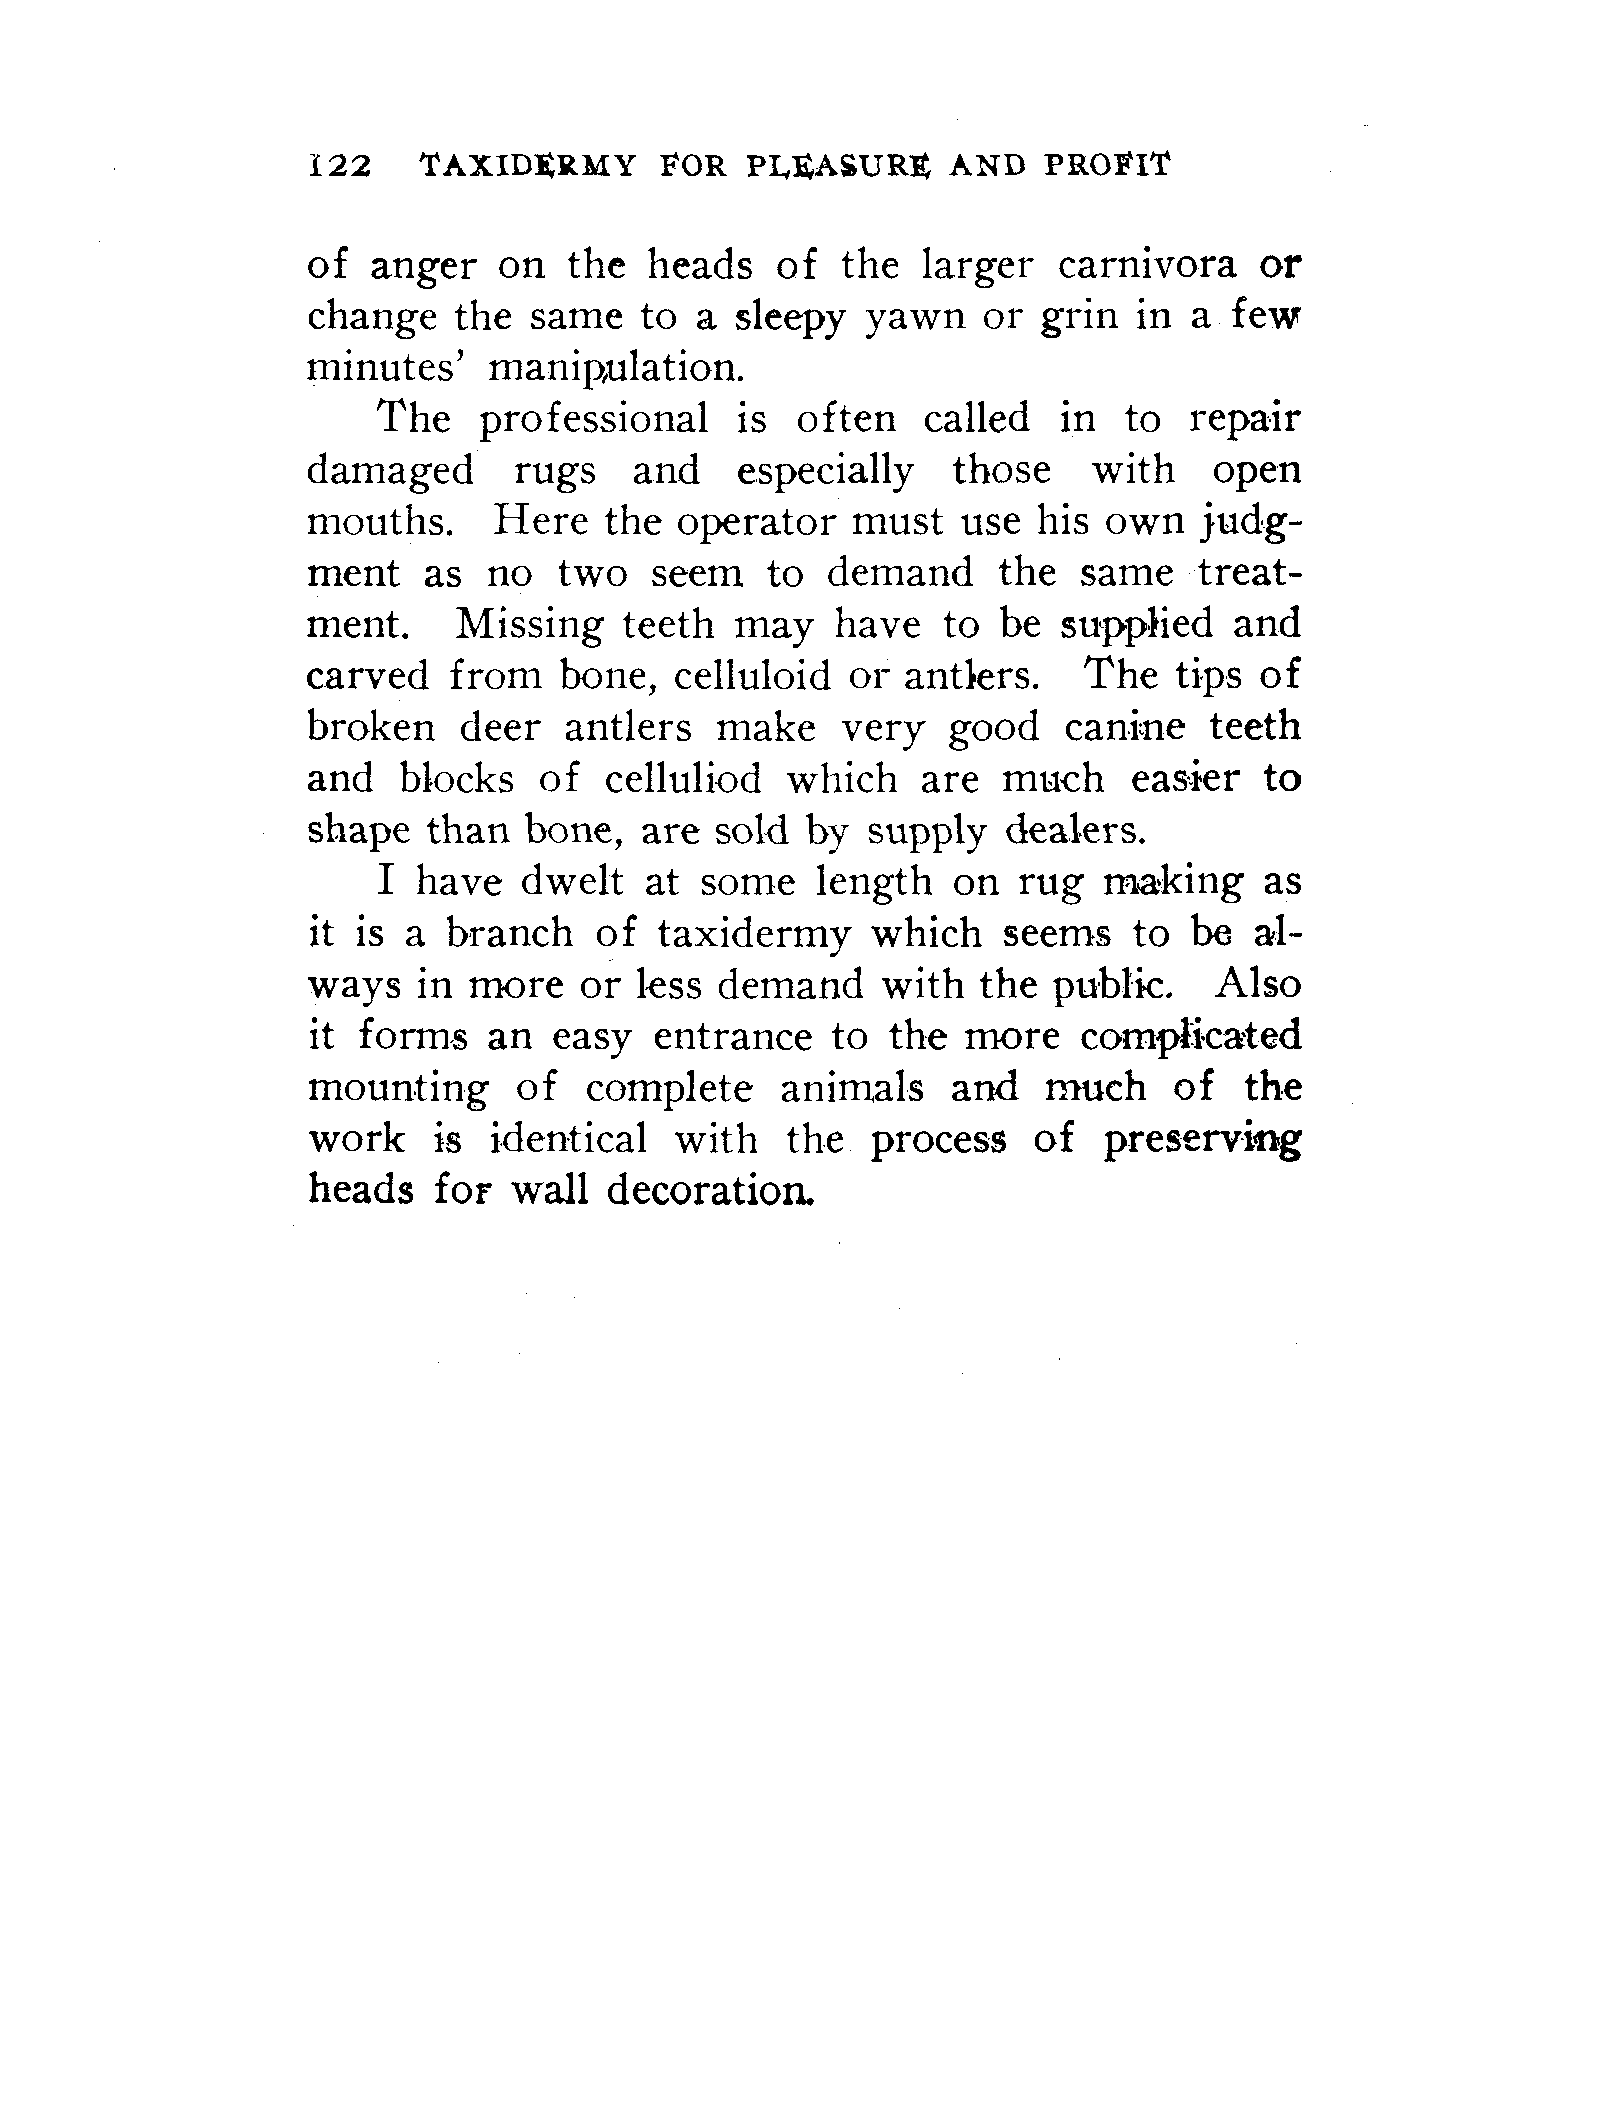 122 TAXIDERMY FOR PLEASURE AND PROFIT
of anger on the heads of the larger carnivora or
change the same to a sleepy yawn or grin in a few
minutes' manipulation.
The professional is often called in to repair
damaged rugs and especially those with open
mouths. Here the operator must use his own judg-
ment as no two seem to demand the same treat-
ment. Missing teeth may have to be supplied and
carved from bone, celluloid or antlers. The tips of
broken deer antlers make very good canine teeth
and blocks of celluliod which are much easier to
shape than bone, are sold by supply dealers.
I have dwelt at some length on rug making as
it is a branch of taxidermy which seems to be al-
ways in more or less demand with the public. Also
it forms an easy entrance to the more complicated
mounting of complete animals and much of the
work is identical with the process of preserving
heads for wall decoration.